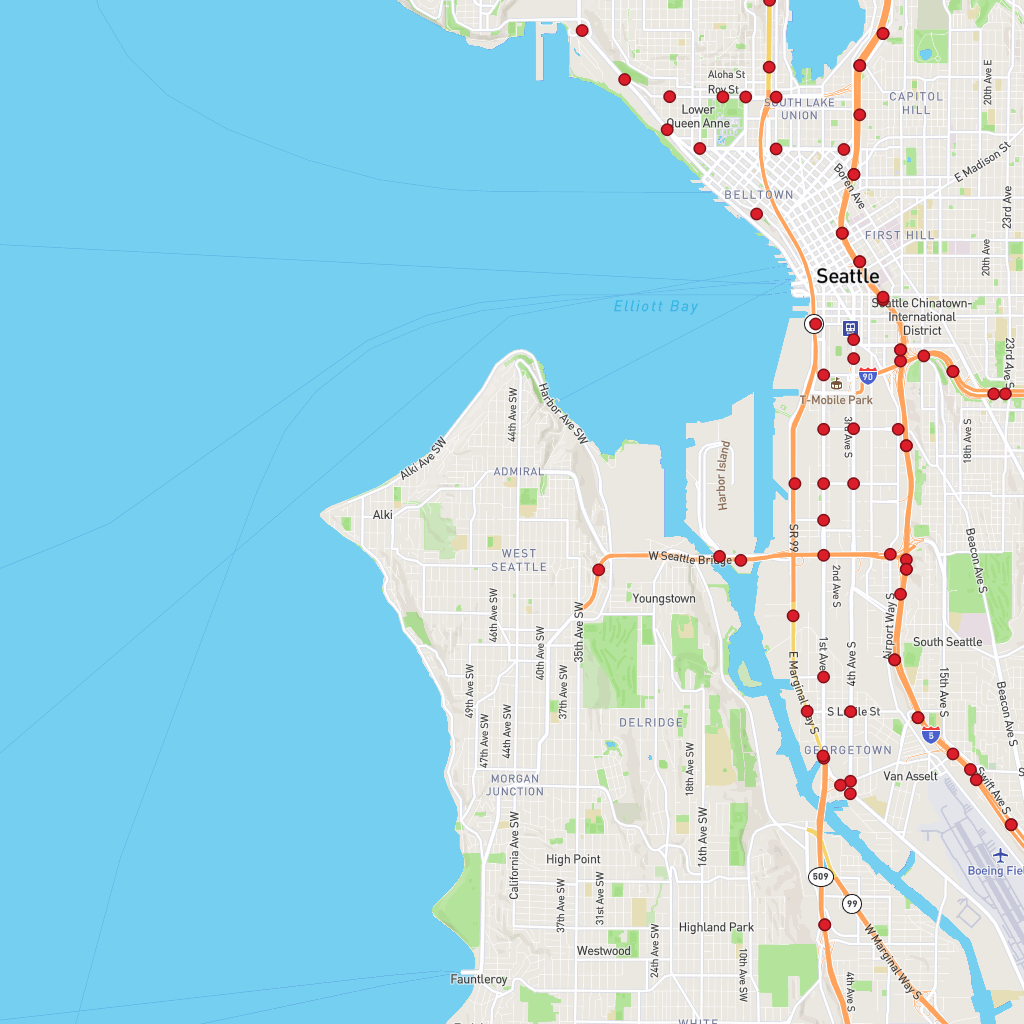 Aloha St
Roy St
Lower
Queen Anne
SOUTH LAKE
UNION
CAPITOL
HILL
20th Ave E
E Madison St
Boren Ave
BELLTOWN
23rd Ave
FIRST HILL
20th Ave
Seattle
Elliott Bay
Seattle Chinatown-
International
District
90
23rd Ave S
T-Mobile Park
44th Ave SW
Harbor Ave SW
3rd Ave S
18th Ave S
Alki Ave SW
ADMIRAL
Harbor Island
Alki
SR 99
WEST
SEATTLE
W Seattle Bridge
Beacon Ave S
2nd Ave S
Youngstown
46th Ave SW
35th Ave SW
Airport Way S
40th Ave SW
1st Ave
4th Ave S
South Seattle
49th Ave SW
37th Ave SW
E Marginal Way S
15th Ave S
Beacon Ave S
44th Ave SW
47th Ave SW
DELRIDGE
5
GEORGETOWN
18th Ave SW
Van Asselt
MORGAN
JUNCTION
Swift Ave S
16th Ave SW
California Ave SW
High Point
Boeing Fiel
509
37th Ave SW
31st Ave SW
99
Highland Park
W Marginal Way S
Westwood
24th Ave SW
10th Ave SW
Fauntleroy
4th Ave S
WHITE